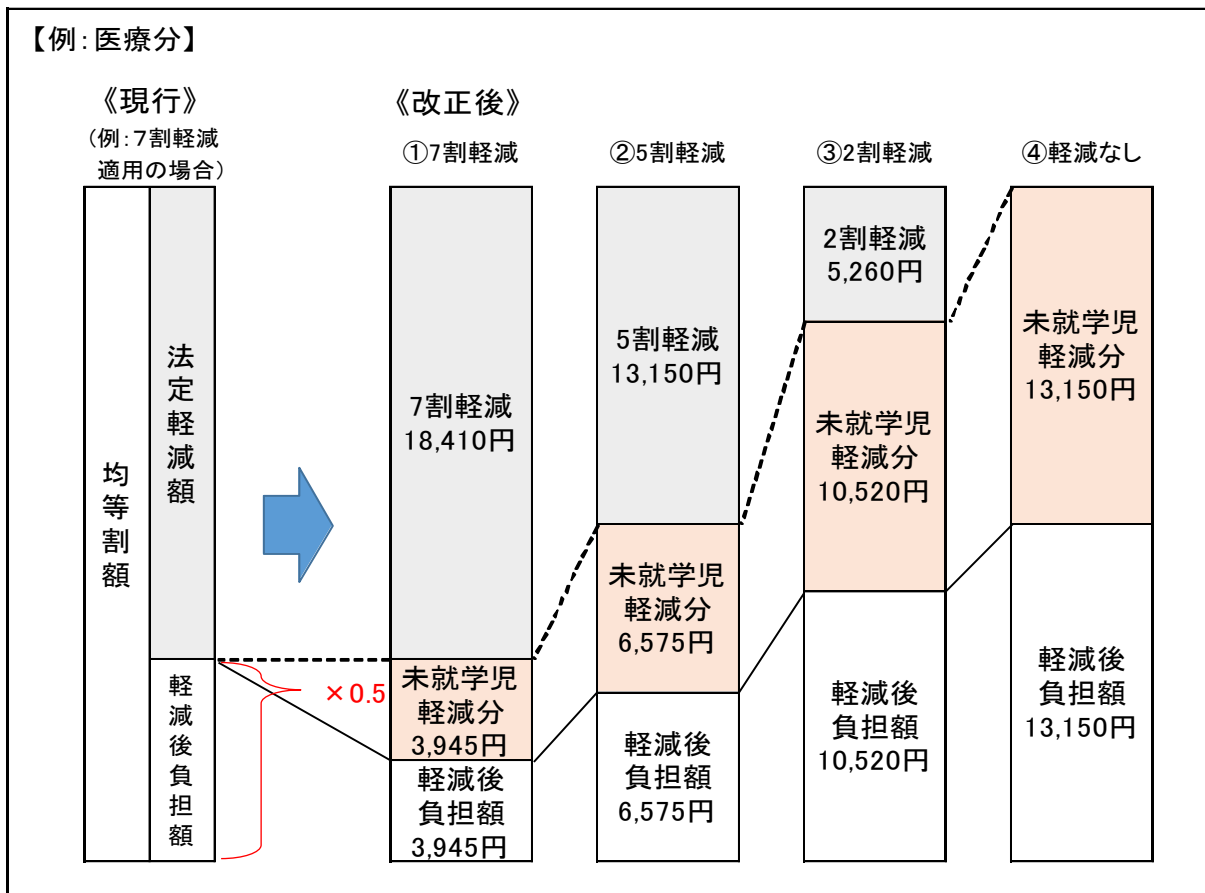 【例：医療分】
《現行》
（例：7割軽減
適用の場合）
均等割額
法定軽減額
軽減後負担額
×0.5
《改正後》
①7割軽減
7割軽減
18,410円
未就学児
軽減分
3,945円
軽減後
負担額
3,945円
②5割軽減
5割軽減
13,150円
未就学児
軽減分
6,575円
軽減後
負担額
6,575円
③2割軽減
2割軽減
5,260円
未就学児
軽減分
10,520円
軽減後
負担額
10,520円
④軽減なし
未就学児
軽減分
13,150円
軽減後
負担額
13,150円